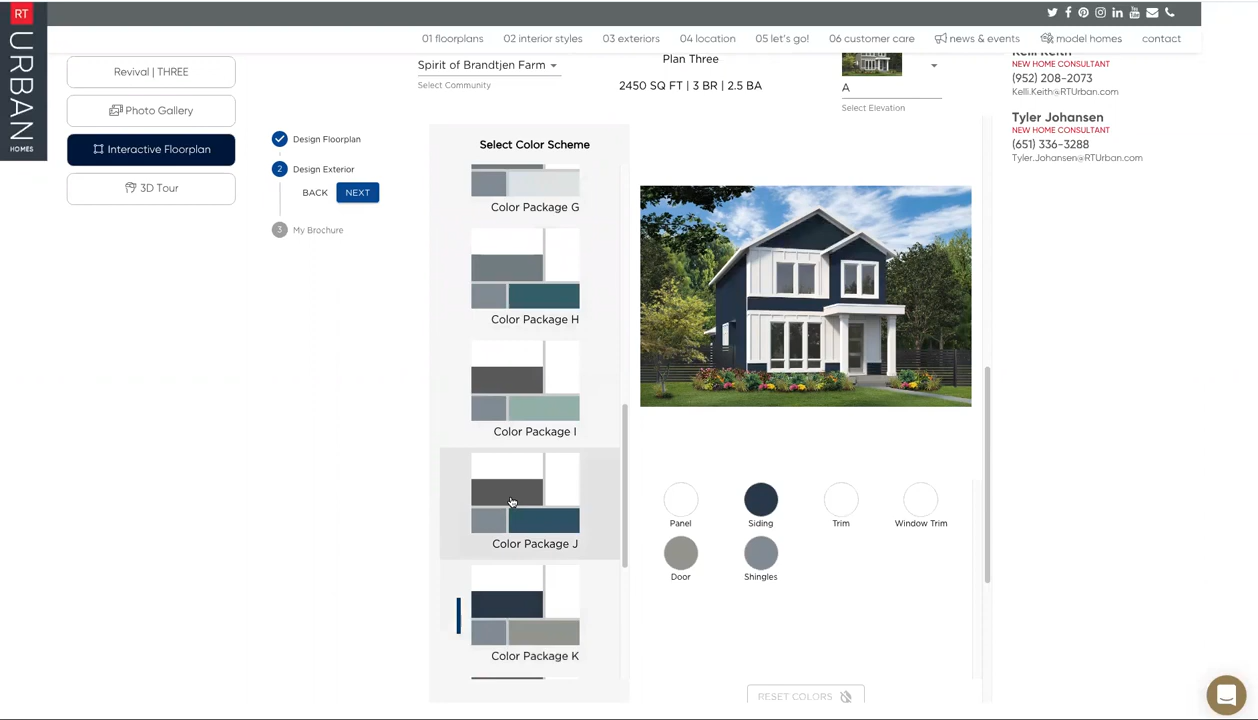 RT
URBAN
HOMES
01 floorplans
02 interior styles
03 exteriors
04 location
05 let's go!
06 customer care
news & events
model homes
contact
Revival | THREE
Photo Gallery
Interactive Floorplan
3D Tour
Design Floorplan
2 Design Exterior
BACK
NEXT
3 My Brochure
Spirit of Brandtjen Farm
Select Community
Plan Three
2450 SQ FT | 3 BR | 2.5 BA
A
Select Elevation
Select Color Scheme
Color Package G
Color Package H
Color Package I
Color Package J
Color Package K
Panel
Siding
Trim
Window Trim
Door
Shingles
RESET COLORS
Kelli Keith
NEW HOME CONSULTANT
(952) 208-2073
Kelli.Keith@RTUrban.com
Tyler Johansen
NEW HOME CONSULTANT
(651) 336-3288
Tyler.Johansen@RTUrban.com